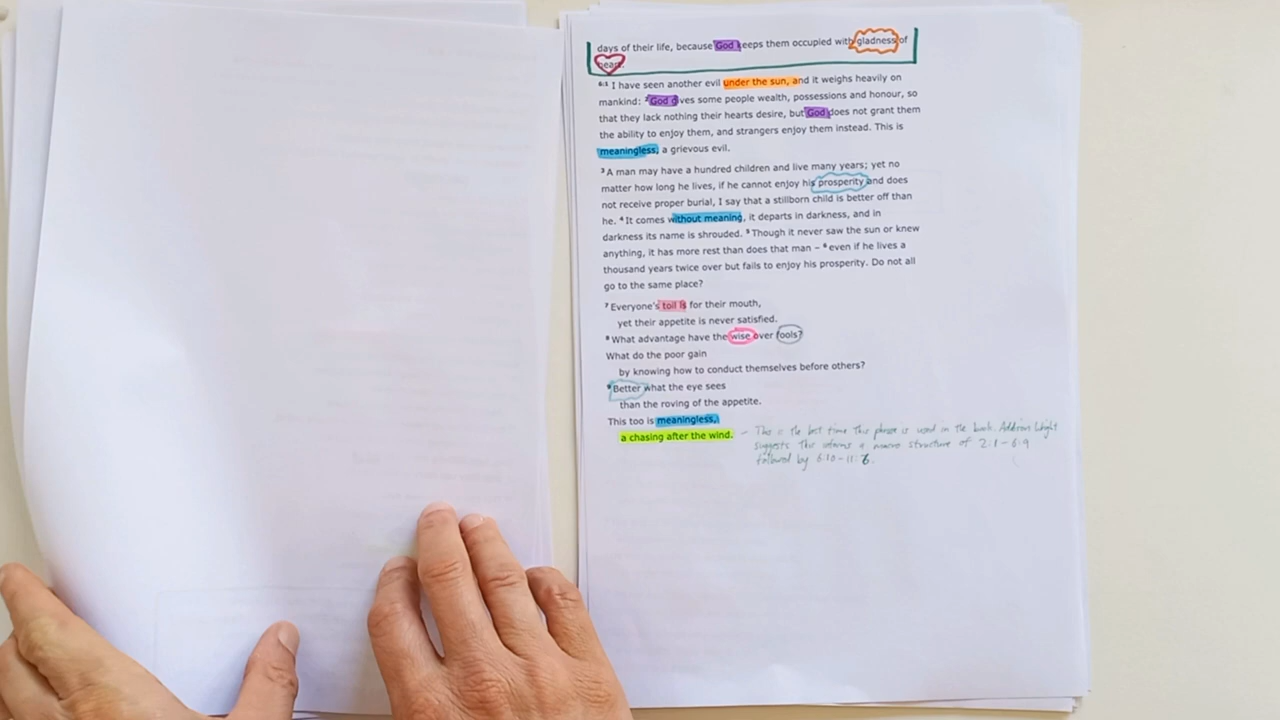 days of their life, because God keeps them occupied with gladness of
heart.
6:1 I have seen another evil under the sun, and it weighs heavily on
mankind: 2 God gives some people wealth, possessions and honour, so
that they lack nothing their hearts desire, but God does not grant them
the ability to enjoy them, and strangers enjoy them instead. This is
meaningless, a grievous evil.
3 A man may have a hundred children and live many years; yet no
matter how long he lives, if he cannot enjoy his prosperity and does
not receive proper burial, I say that a stillborn child is better off than
he. 4 It comes without meaning, it departs in darkness, and in
darkness its name is shrouded. 5 Though it never saw the sun or knew
anything, it has more rest than does that man – 6 even if he lives a
thousand years twice over but fails to enjoy his prosperity. Do not all
go to the same place?
7 Everyone's toil is for their mouth,
yet their appetite is never satisfied.
8 What advantage have the wise over fools?
What do the poor gain
by knowing how to conduct themselves before others?
9 Better what the eye sees
than the roving of the appetite.
This too is meaningless,
a chasing after the wind. – This is the last time this phrase is used in the book. Addison Wright
suggests this informs a macro structure of 2:1-6:9
followed by 6:10-11:6.